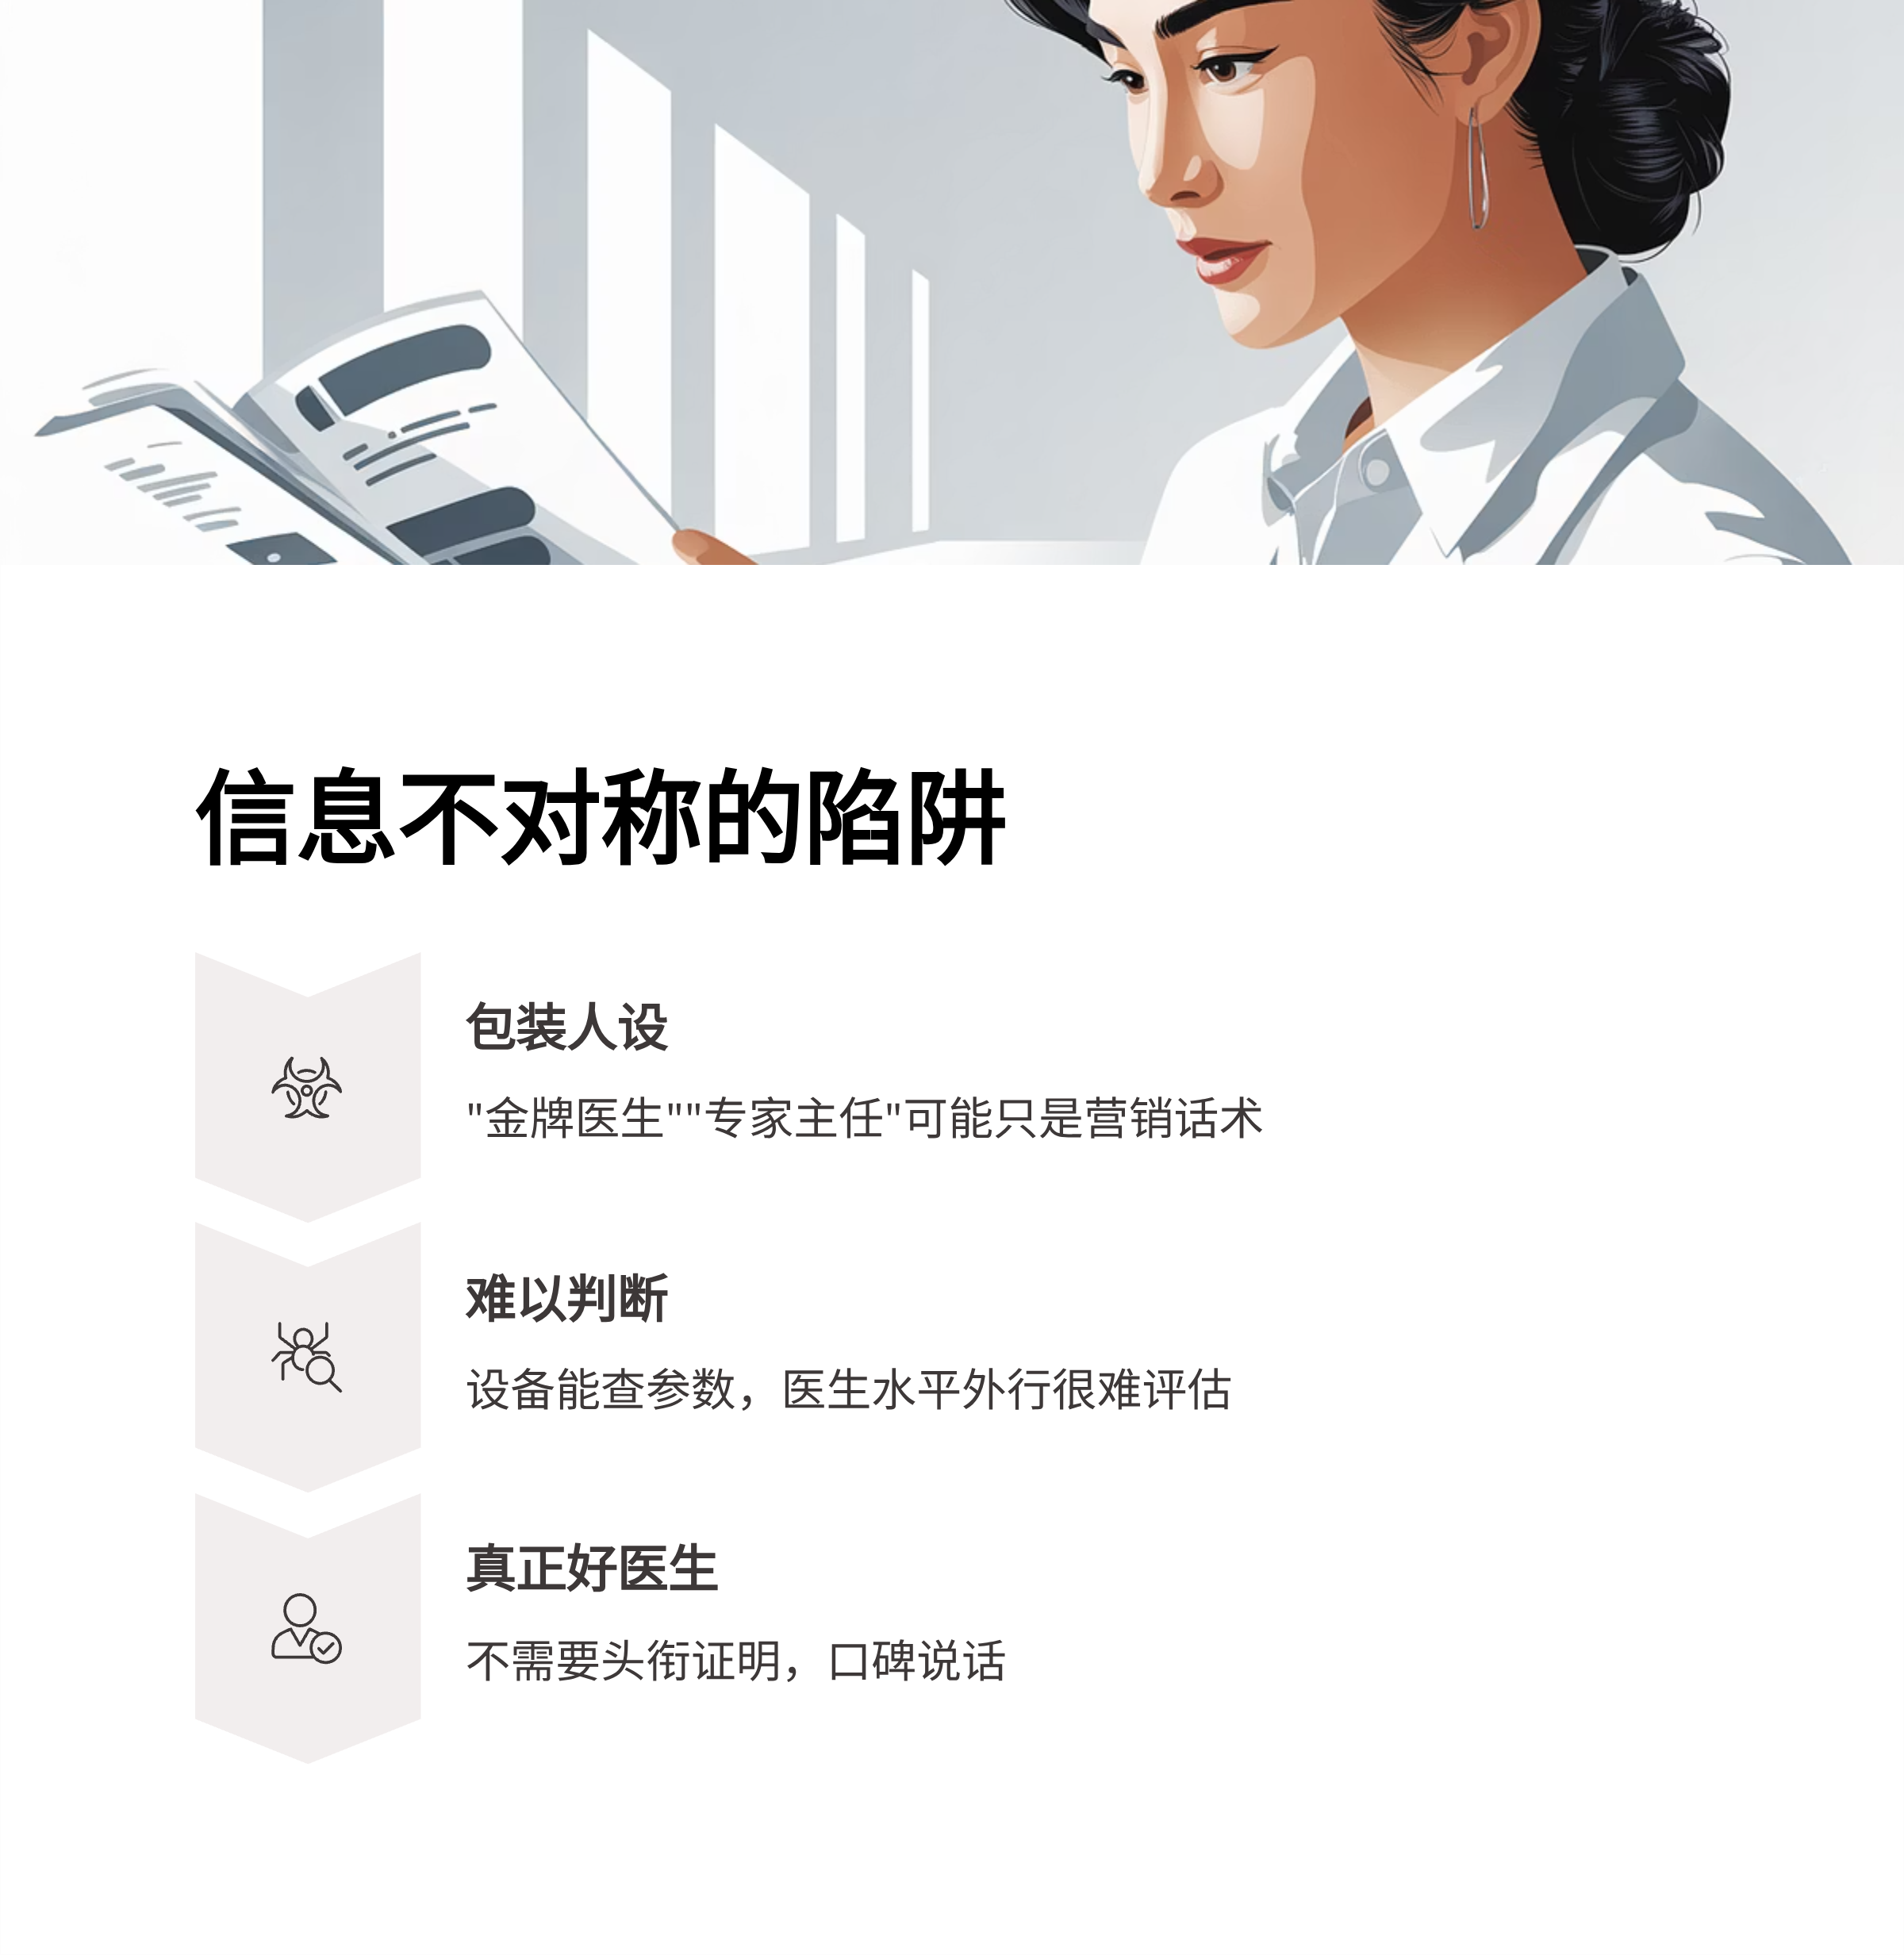 信息不对称的陷阱
包装人设
"金牌医生""专家主任"可能只是营销话术
难以判断
设备能查参数，医生水平外行很难评估
真正好医生
不需要头衔证明，口碑说话